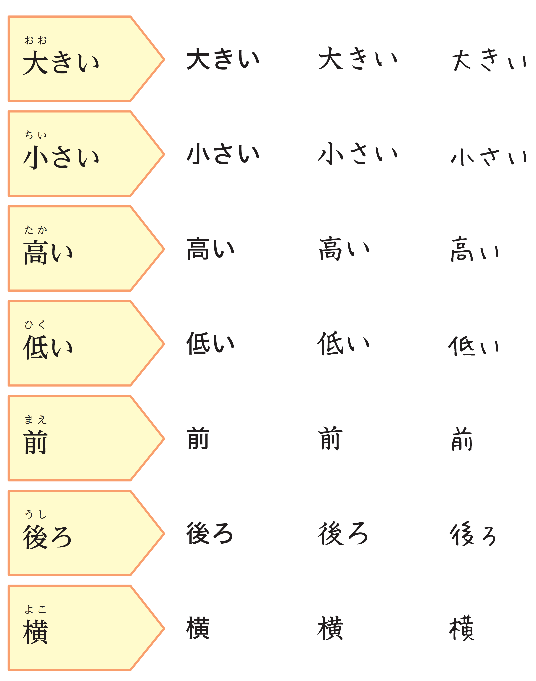 おお
大きい 大きい 大きい 大きい
ちい
小さい 小さい 小さい 小さい
たか
高い 高い 高い 高い
ひく
低い 低い 低い 低い
まえ
前 前 前 前
うし
後ろ 後ろ 後ろ 後ろ
よこ
横 横 横 横